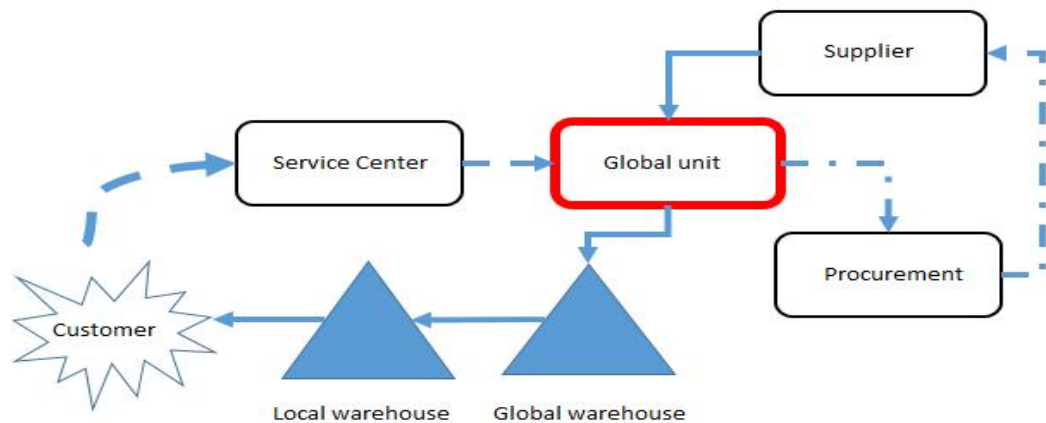 Supplier
Service Center
Global unit
Procurement
Customer
Local warehouse
Global warehouse